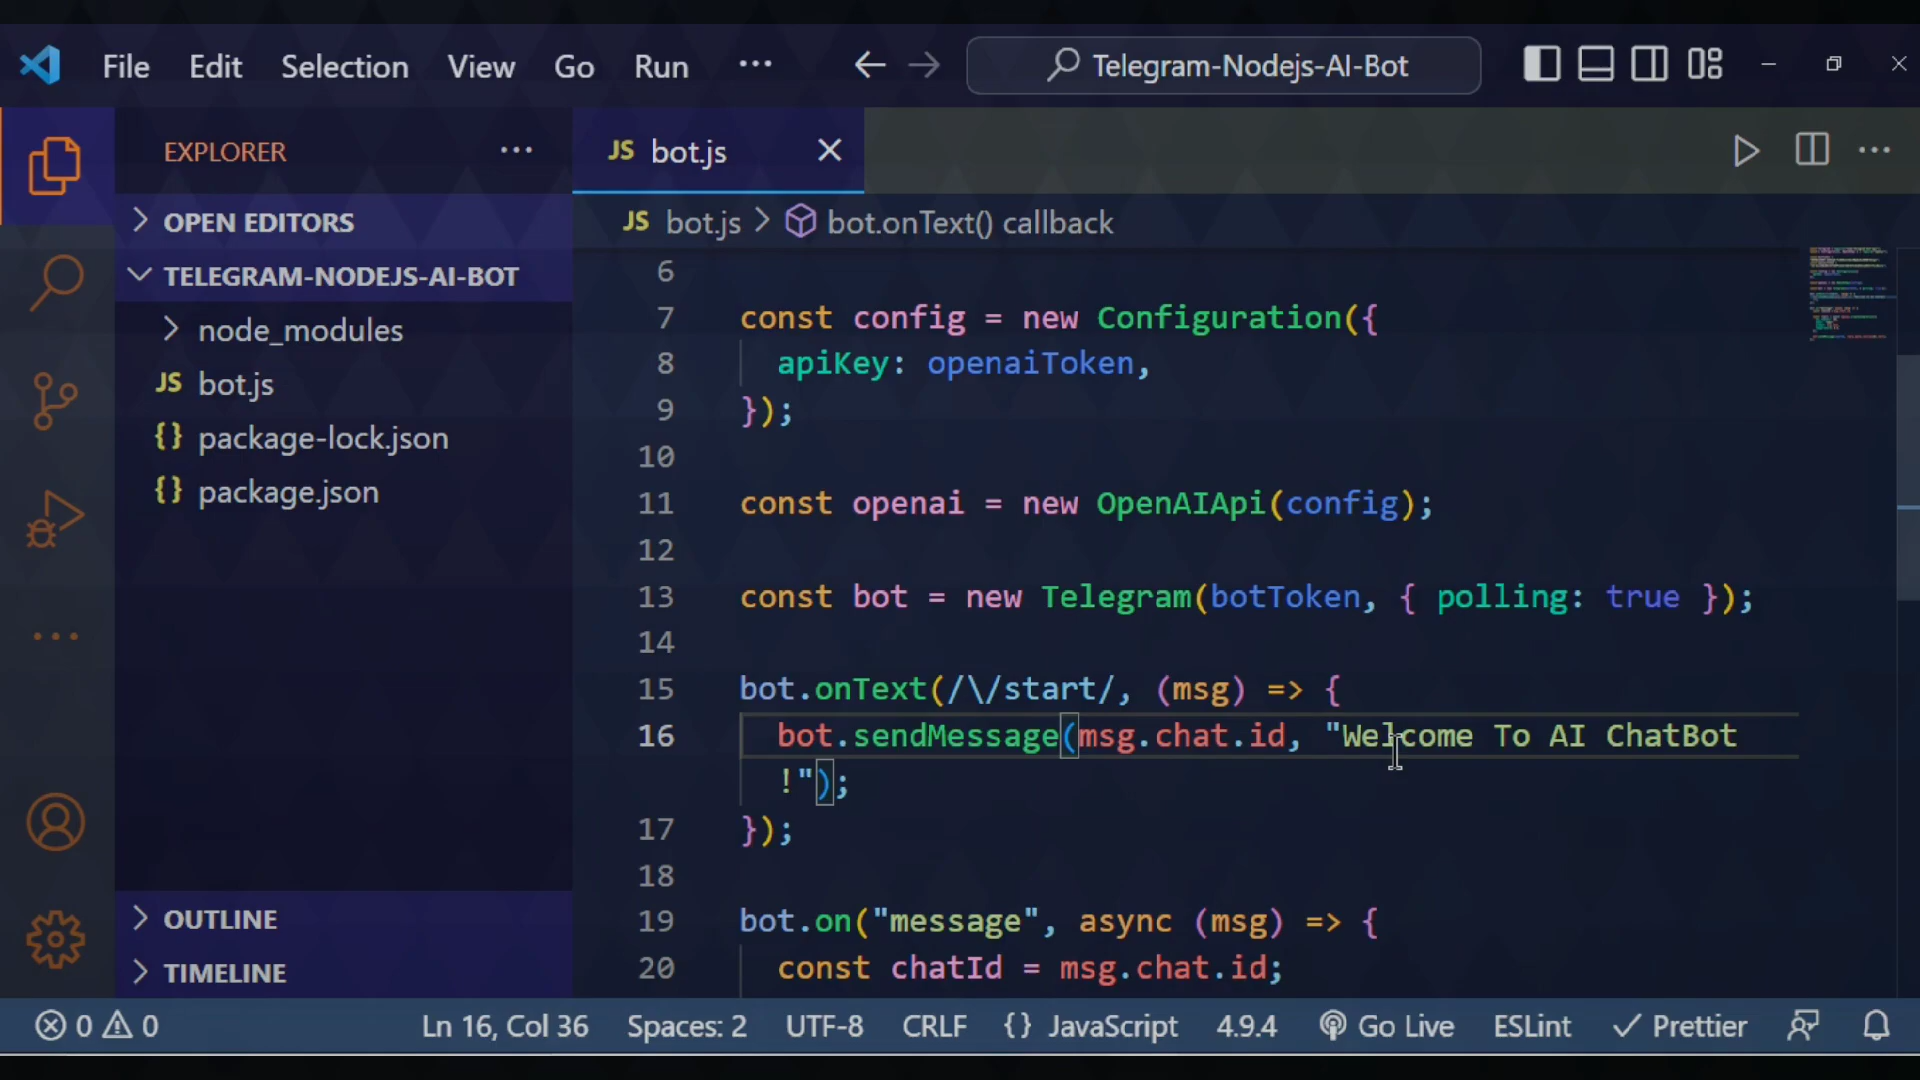 File Edit Selection View Go Run ··· Telegram-Nodejs-AI-Bot
EXPLORER ···
JS bot.js
OPEN EDITORS
JS bot.js > bot.onText() callback
TELEGRAM-NODEJS-AI-BOT
node_modules
JS bot.js
{} package-lock.json
{} package.json
6
7 const config = new Configuration({
8 apiKey: openaiToken,
9 });
10
11 const openai = new OpenAIApi(config);
12
13 const bot = new Telegram(botToken, { polling: true });
14
15 bot.onText(/\/start/, (msg) => {
16 bot.sendMessage(msg.chat.id, "Welcome To AI ChatBot
!");
17 });
18
19 bot.on("message", async (msg) => {
20 const chatId = msg.chat.id;
OUTLINE
TIMELINE
0 0 Ln 16, Col 36 Spaces: 2 UTF-8 CRLF {} JavaScript 4.9.4 Go Live ESLint Prettier